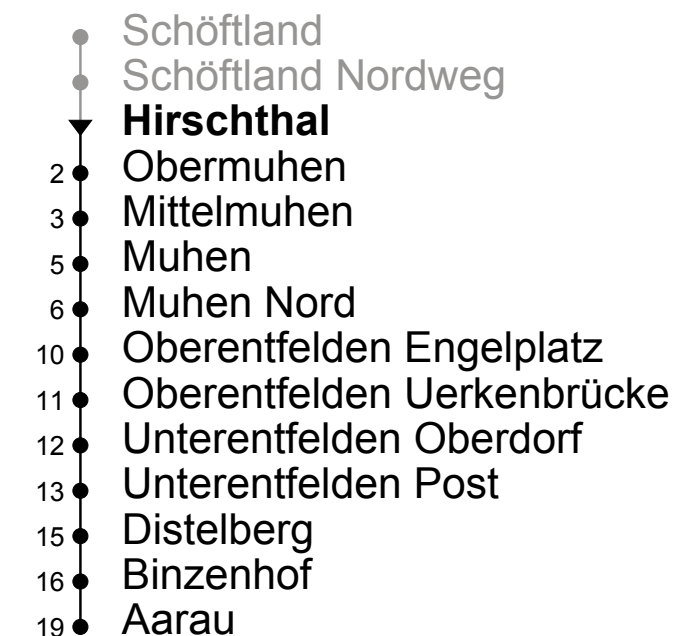 Schöftland
Schöftland Nordweg
Hirschthal
2 Obermuhen
3 Mittelmuhen
5 Muhen
6 Muhen Nord
10 Oberentfelden Engelplatz
11 Oberentfelden Uerkenbrücke
12 Unterentfelden Oberdorf
13 Unterentfelden Post
15 Distelberg
16 Binzenhof
19 Aarau